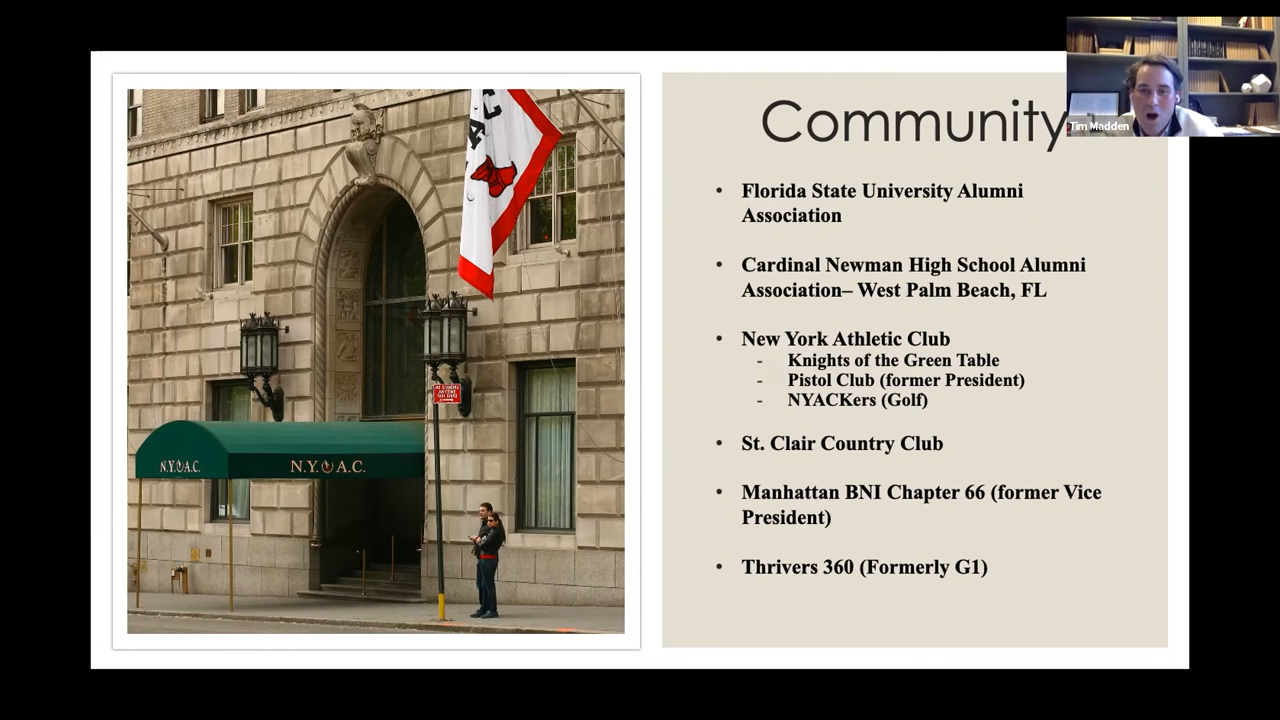 Community
Tim Madden
• Florida State University Alumni
Association
• Cardinal Newman High School Alumni
Association– West Palm Beach, FL
• New York Athletic Club
- Knights of the Green Table
- Pistol Club (former President)
- NYACKers (Golf)
• St. Clair Country Club
• Manhattan BNI Chapter 66 (former Vice
President)
• Thrivers 360 (Formerly G1)
N.Y. A.C.
N.Y. A.C.